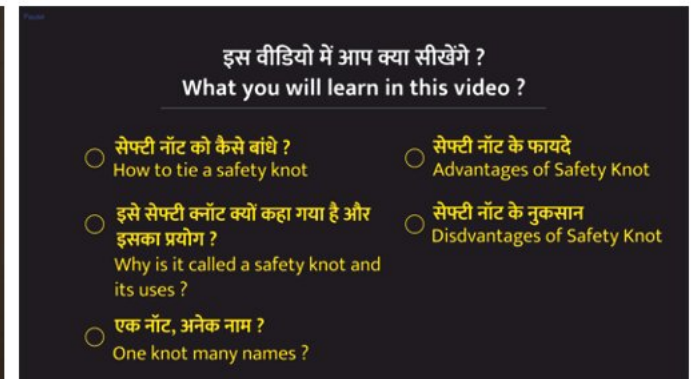 Pause
इस वीडियो में आप क्या सीखेंगे ?
What you will learn in this video ?
सेफ्टी नॉट को कैसे बांधे ?
How to tie a safety knot
इसे सेफ्टी क्नॉट क्यों कहा गया है और
इसका प्रयोग ?
Why is it called a safety knot and
its uses ?
एक नॉट, अनेक नाम ?
One knot many names ?
सेफ्टी नॉट के फायदे
Advantages of Safety Knot
सेफ्टी नॉट के नुकसान
Disdvantages of Safety Knot